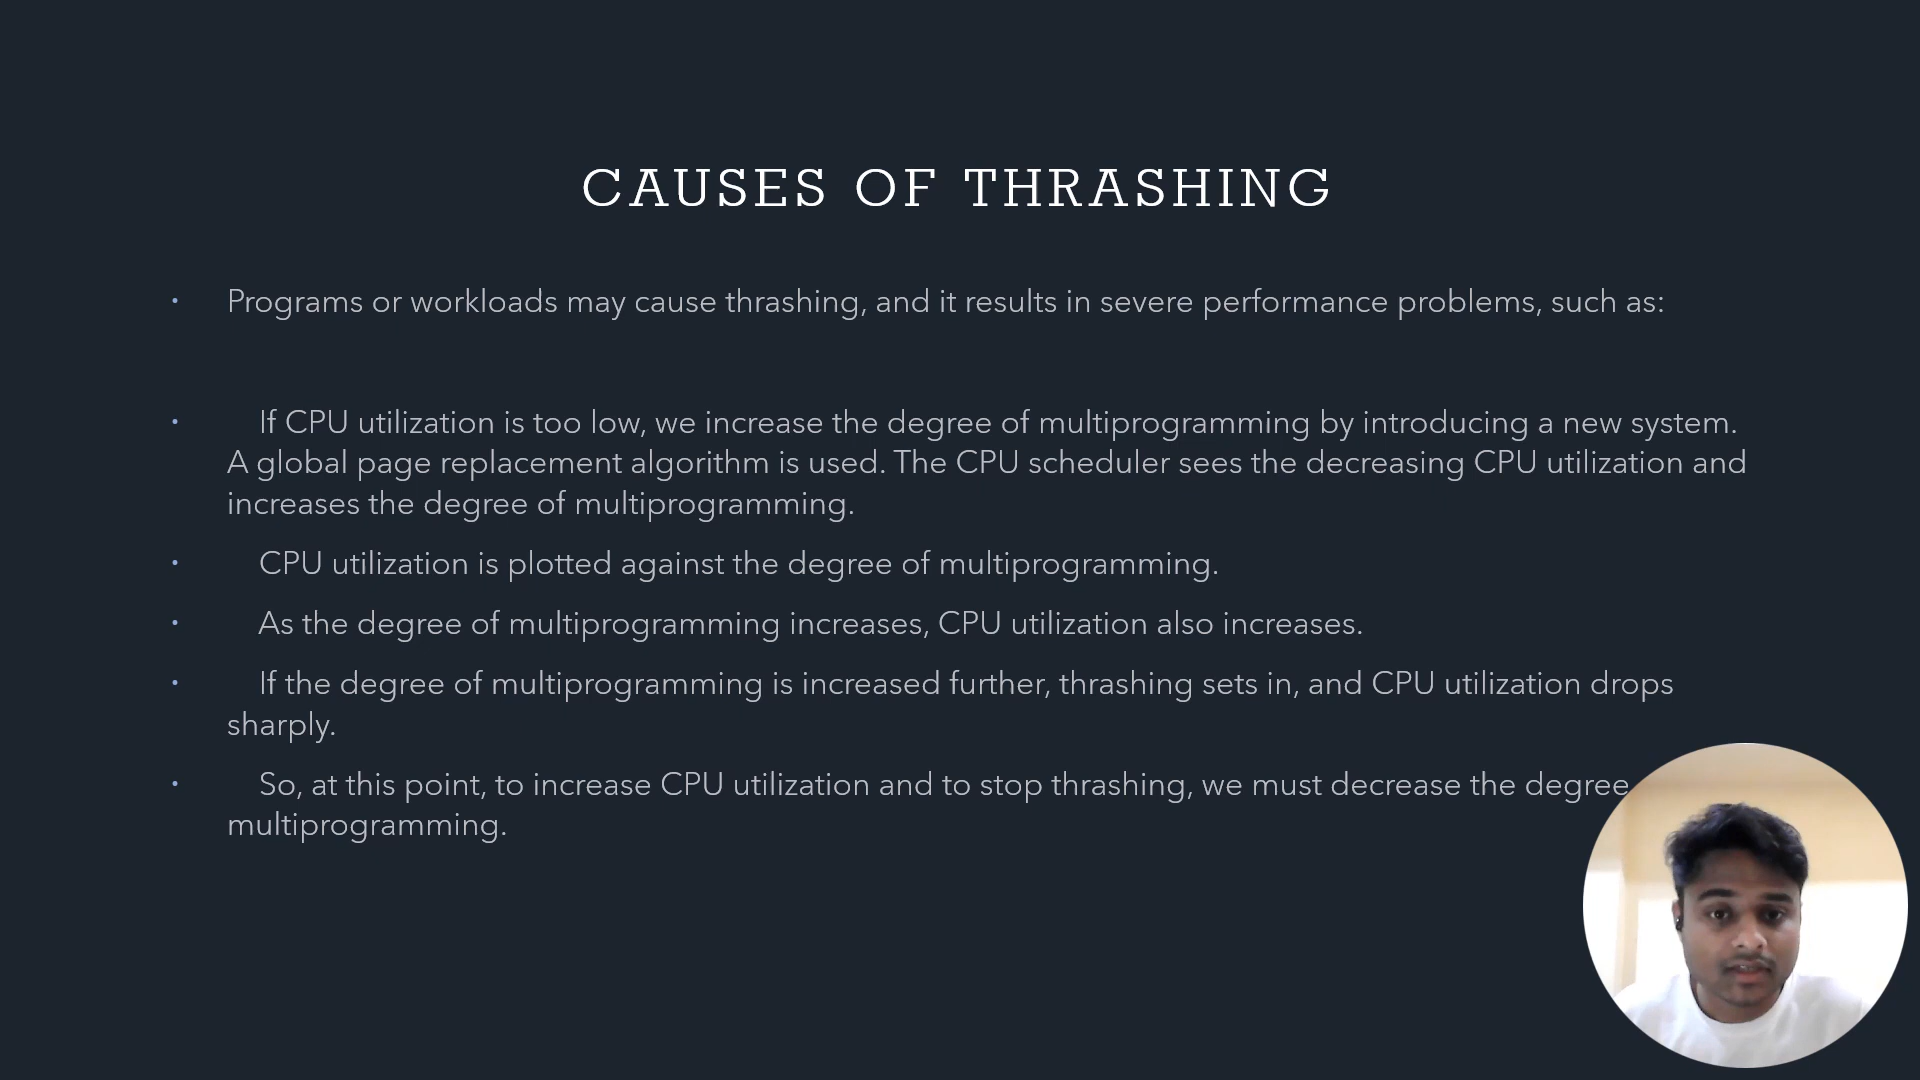 CAUSES OF THRASHING
• Programs or workloads may cause thrashing, and it results in severe performance problems, such as:
• If CPU utilization is too low, we increase the degree of multiprogramming by introducing a new system.
A global page replacement algorithm is used. The CPU scheduler sees the decreasing CPU utilization and
increases the degree of multiprogramming.
• CPU utilization is plotted against the degree of multiprogramming.
• As the degree of multiprogramming increases, CPU utilization also increases.
• If the degree of multiprogramming is increased further, thrashing sets in, and CPU utilization drops
sharply.
• So, at this point, to increase CPU utilization and to stop thrashing, we must decrease the degree
multiprogramming.